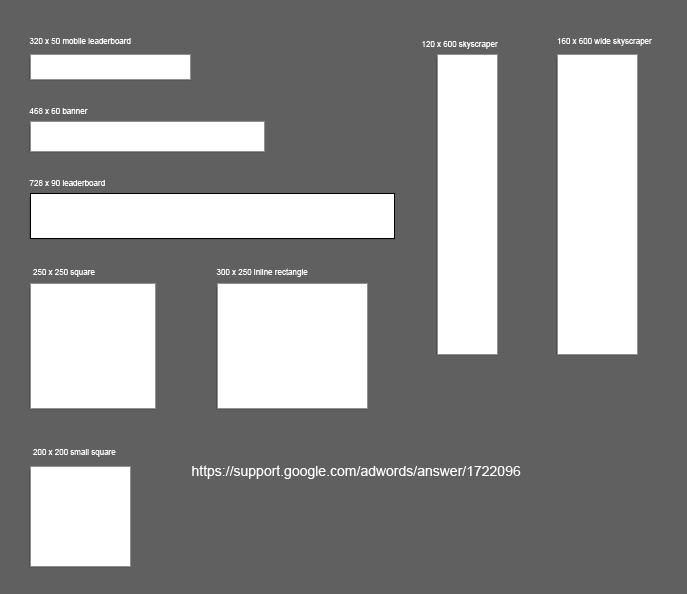 320 x 50 mobile leaderboard
120 x 600 skyscraper
160 x 600 wide skyscraper
468 x 60 banner
728 x 90 leaderboard
250 x 250 square
300 x 250 inline rectangle
200 x 200 small square
https://support.google.com/adwords/answer/1722096